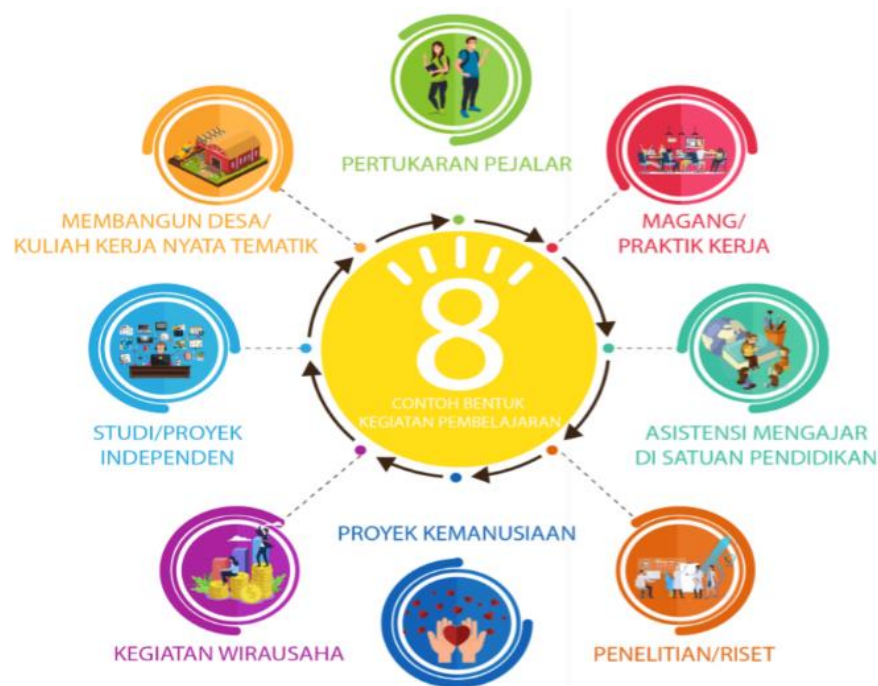 PERTUKARAN PEJALAR
MAGANG/
PRAKTIK KERJA
ASISTENSI MENGAJAR
DI SATUAN PENDIDIKAN
PENELITIAN/RISET
PROYEK KEMANUSIAAN
KEGIATAN WIRAUSAHA
STUDI/PROYEK
INDEPENDEN
MEMBANGUN DESA/
KULIAH KERJA NYATA TEMATIK
8
CONTOH BENTUK
KEGIATAN PEMBELAJARAN